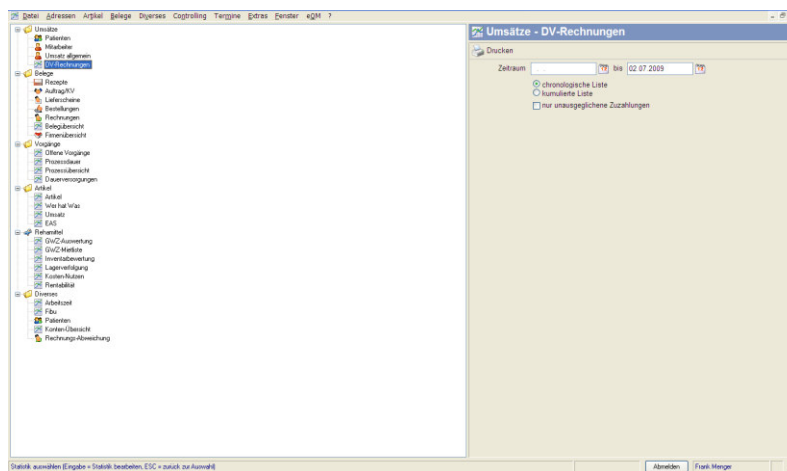 Datei Adressen Artikel Belege Diverses Controlling Termine Extras Fenster eQM ?
Umsätze
Patienten
Mitarbeiter
Umsatz allgemein
DV-Rechnungen
Belege
Rezepte
Auftrag/KV
Lieferscheine
Bestellungen
Rechnungen
Belegübersicht
Firmenübersicht
Vorgänge
Offene Vorgänge
Prozessdauer
Prozessübersicht
Dauerversorgungen
Artikel
Artikel
Wer hat Was
Umsatz
EAS
Rehamittel
GWZ-Auswertung
GWZ-Mietliste
Inventarbewertung
Lagerverfolgung
Kosten-Nutzen
Rentabilität
Diverses
Arbeitszeit
Fibu
Patienten
Konten-Übersicht
Rechnungs-Abweichung
Umsätze - DV-Rechnungen
Drucken
Zeitraum bis 02.07.2009
chronologische Liste
kumulierte Liste
nur unausgeglichene Zuzahlungen
Statistik auswählen (Eingabe = Statistik bearbeiten, ESC = zurück zur Auswahl)
Abmelden Frank Menger